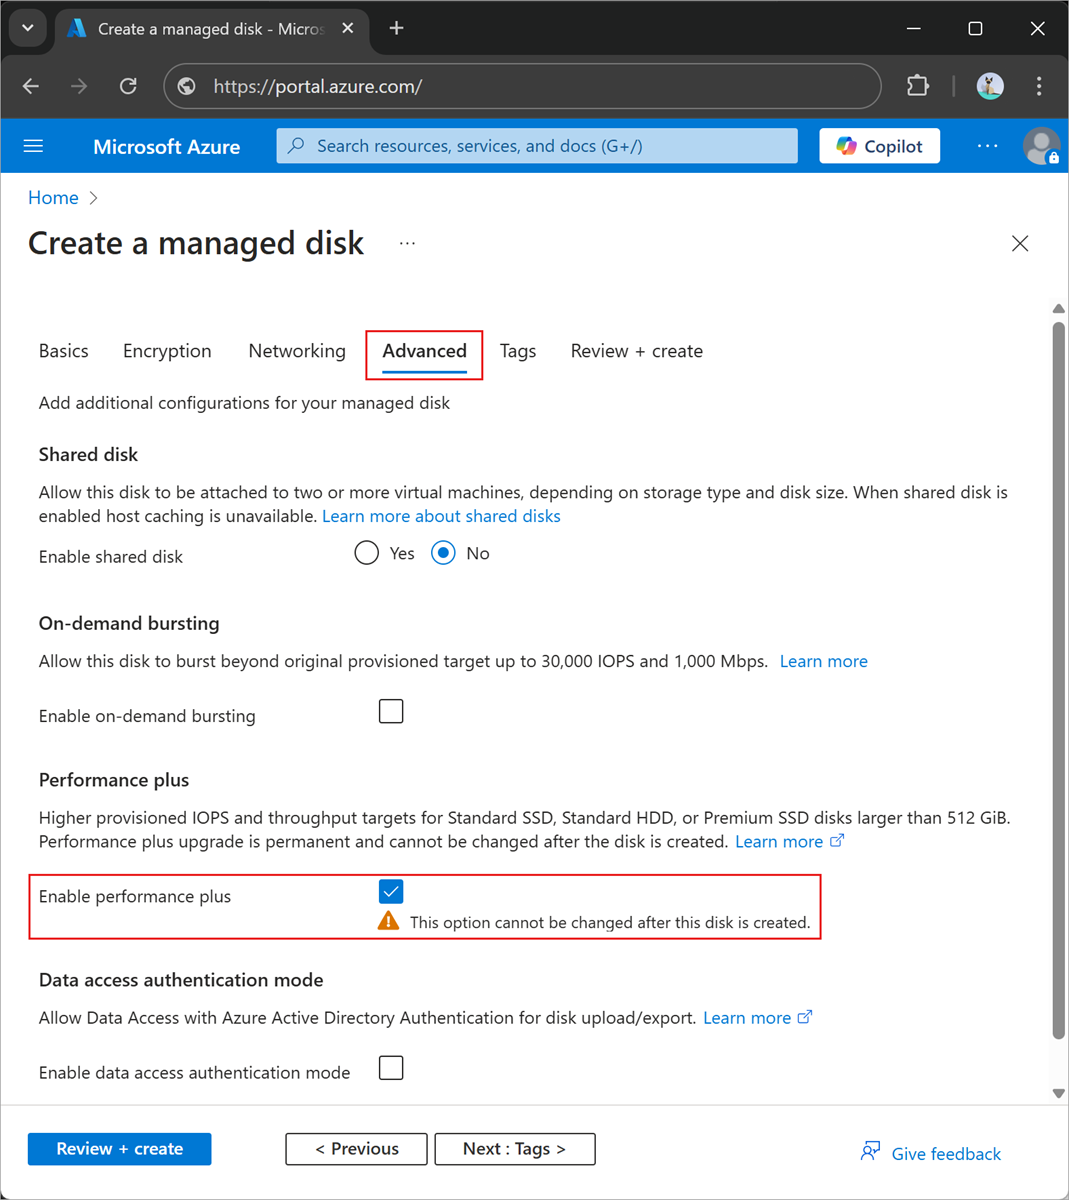 Create a managed disk - Micros
https://portal.azure.com/
Microsoft Azure
Search resources, services, and docs (G+/)
Copilot
Home
Create a managed disk
Basics
Encryption
Networking
Advanced
Tags
Review + create
Add additional configurations for your managed disk
Shared disk
Allow this disk to be attached to two or more virtual machines, depending on storage type and disk size. When shared disk is
enabled host caching is unavailable. Learn more about shared disks
Enable shared disk
Yes
No
On-demand bursting
Allow this disk to burst beyond original provisioned target up to 30,000 IOPS and 1,000 Mbps. Learn more
Enable on-demand bursting
Performance plus
Higher provisioned IOPS and throughput targets for Standard SSD, Standard HDD, or Premium SSD disks larger than 512 GiB.
Performance plus upgrade is permanent and cannot be changed after the disk is created. Learn more
Enable performance plus
This option cannot be changed after this disk is created.
Data access authentication mode
Allow Data Access with Azure Active Directory Authentication for disk upload/export. Learn more
Enable data access authentication mode
Review + create
< Previous
Next : Tags >
Give feedback